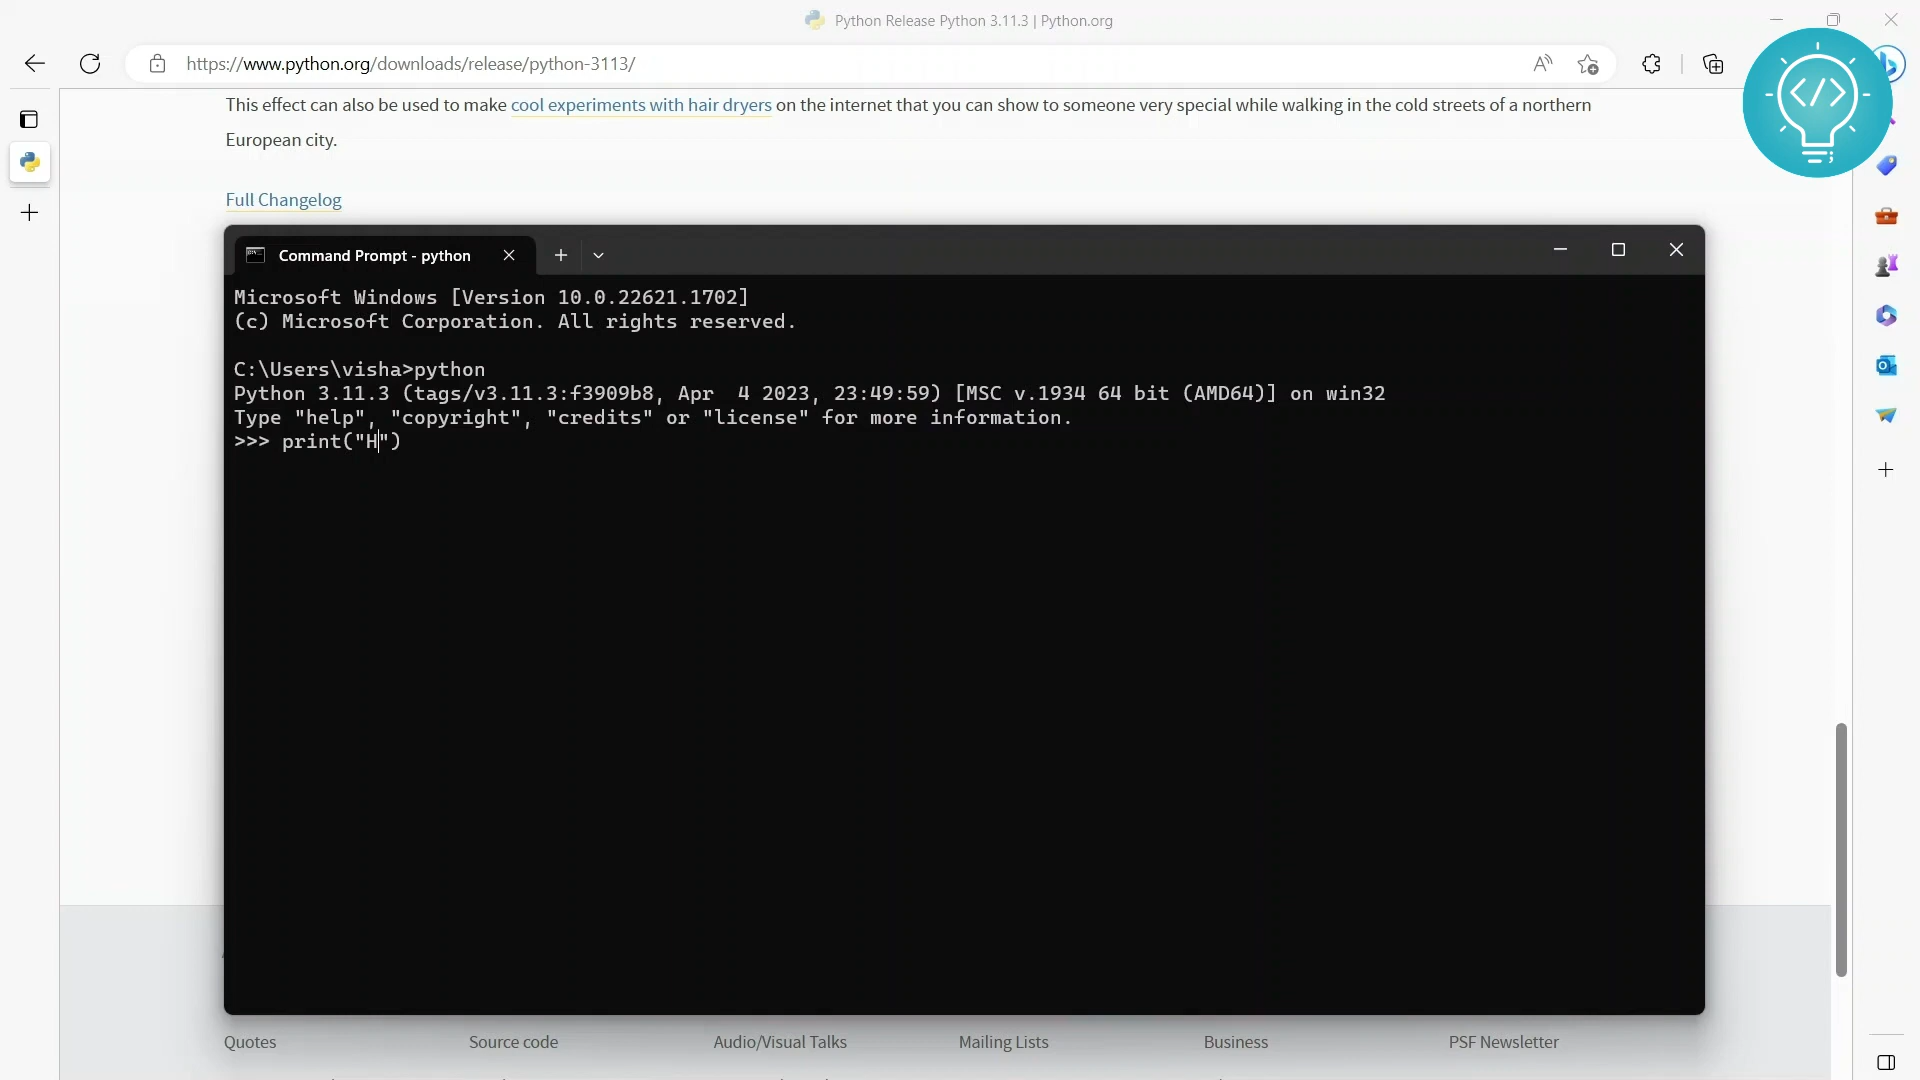 Python Release Python 3.11.3 | Python.org
https://www.python.org/downloads/release/python-3113/
This effect can also be used to make cool experiments with hair dryers on the internet that you can show to someone very special while walking in the cold streets of a northern
European city.
Full Changelog
Command Prompt - python
Microsoft Windows [Version 10.0.22621.1702]
(c) Microsoft Corporation. All rights reserved.
C:\Users\visha>python
Python 3.11.3 (tags/v3.11.3:f3909b8, Apr  4 2023, 23:49:59) [MSC v.1934 64 bit (AMD64)] on win32
Type "help", "copyright", "credits" or "license" for more information.
>>> print("H")
Quotes
Source code
Audio/Visual Talks
Mailing Lists
Business
PSF Newsletter